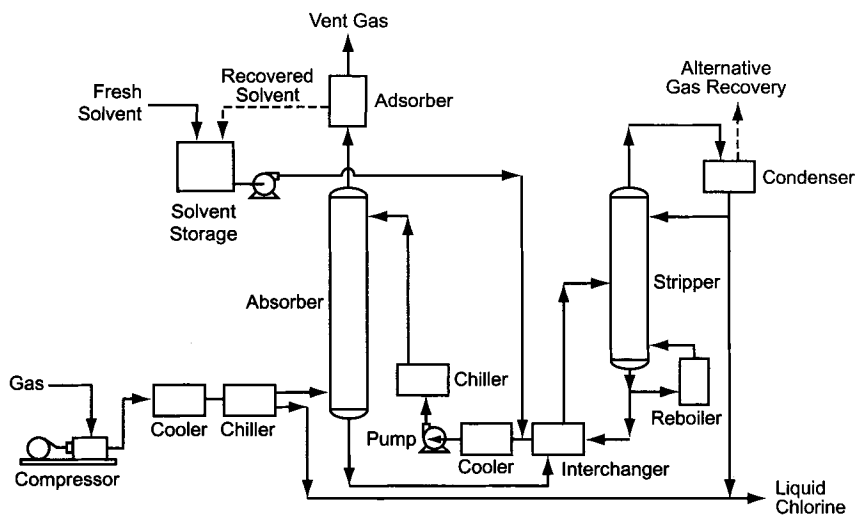 Vent Gas
Fresh
Solvent
Recovered
Solvent
Adsorber
Alternative
Gas Recovery
Condenser
Solvent
Storage
Absorber
Stripper
Gas
Chiller
Reboiler
Cooler
Chiller
Pump
Cooler
Interchanger
Compressor
Liquid
Chlorine